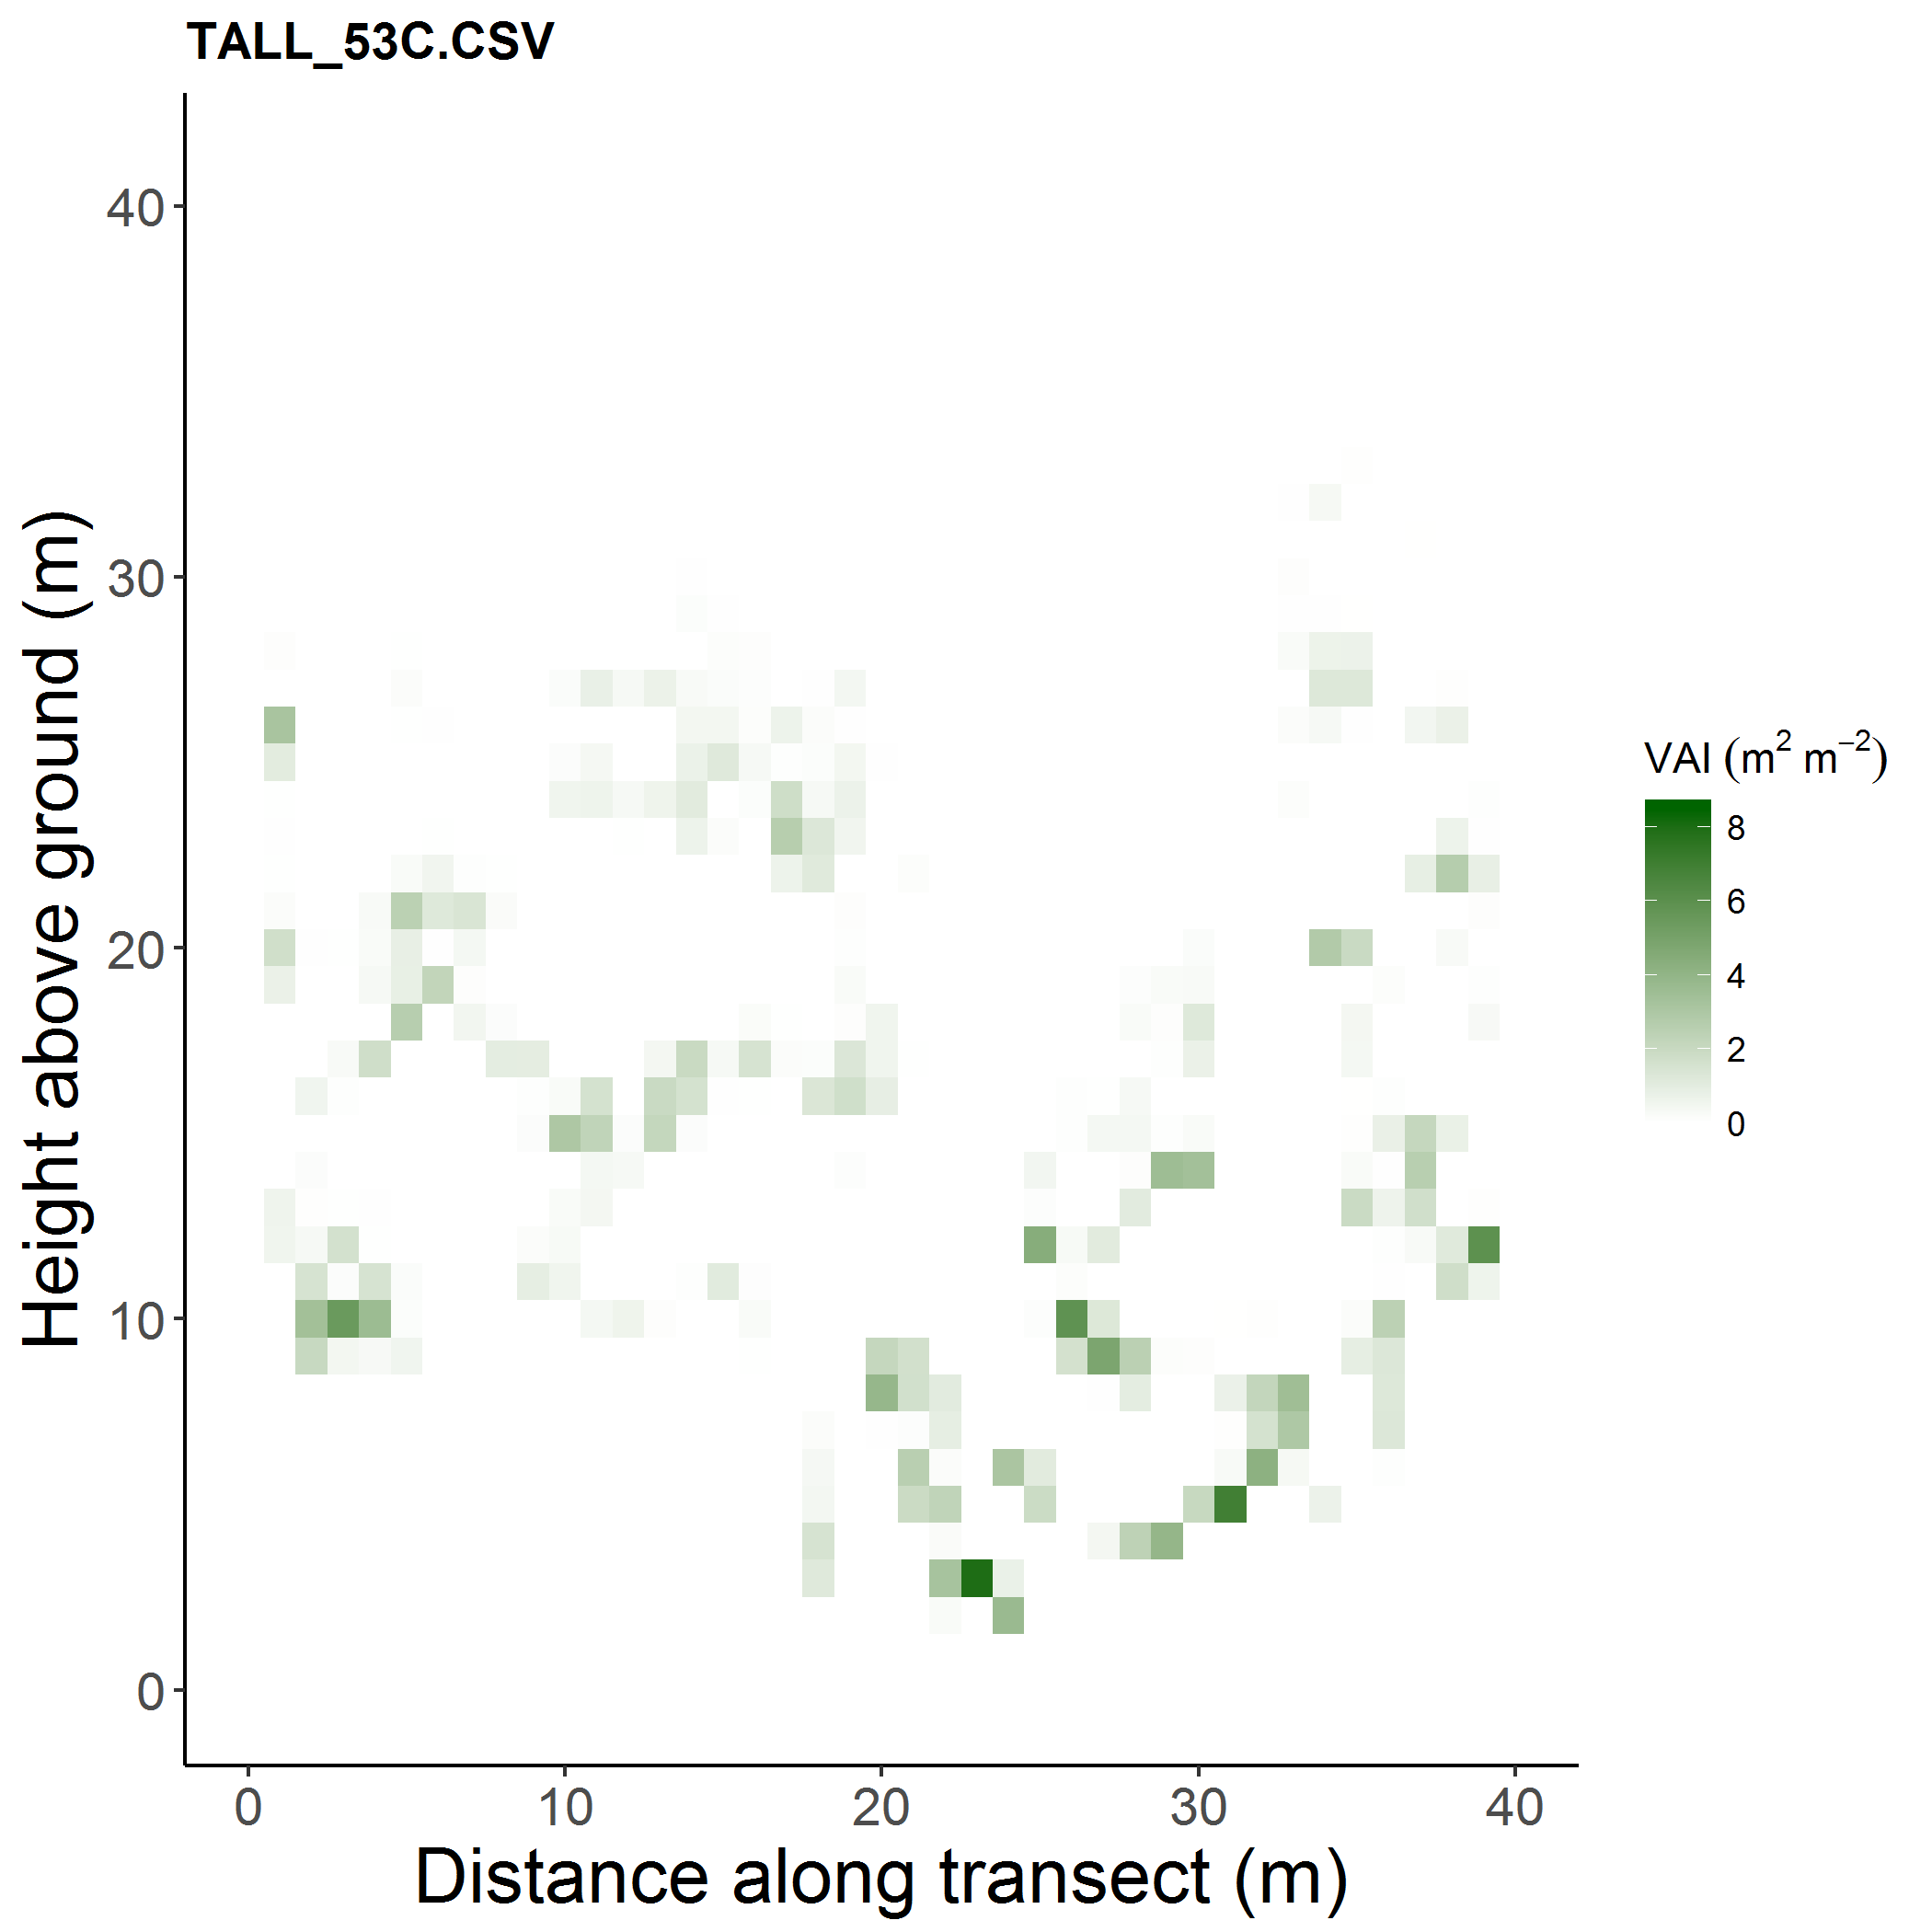 TALL_53C.CSV
Height above ground (m)
40
30
20
10
0
0 10 20 30 40
Distance along transect (m)
VAI (m² m⁻²)
8
6
4
2
0